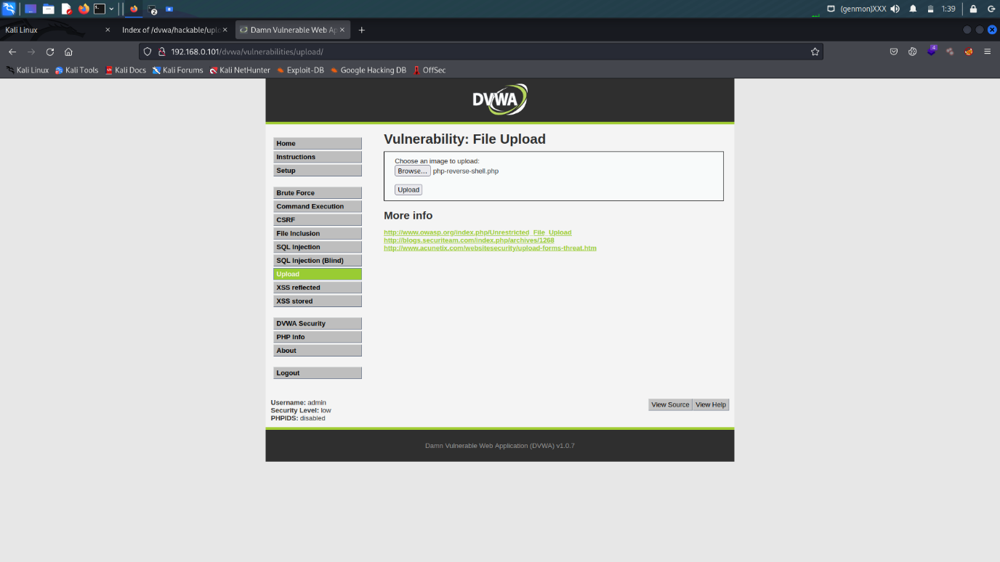 (genmon)XXX 1:39
2
Kali Linux
Index of /dvwa/hackable/uplo
Damn Vulnerable Web Ap
192.168.0.101/dvwa/vulnerabilities/upload/
4
Kali Linux Kali Tools Kali Docs Kali Forums Kali NetHunter Exploit-DB Google Hacking DB OffSec
DVWA
Home
Instructions
Setup
Brute Force
Command Execution
CSRF
File Inclusion
SQL Injection
SQL Injection (Blind)
Upload
XSS reflected
XSS stored
DVWA Security
PHP Info
About
Logout
Vulnerability: File Upload
Choose an image to upload:
Browse... php-reverse-shell.php
Upload
More info
http://www.owasp.org/index.php/Unrestricted_File_Upload
http://blogs.securiteam.com/index.php/archives/1268
http://www.acunetix.com/websitesecurity/upload-forms-threat.htm
Username: admin
Security Level: low
PHPIDS: disabled
View Source View Help
Damn Vulnerable Web Application (DVWA) v1.0.7